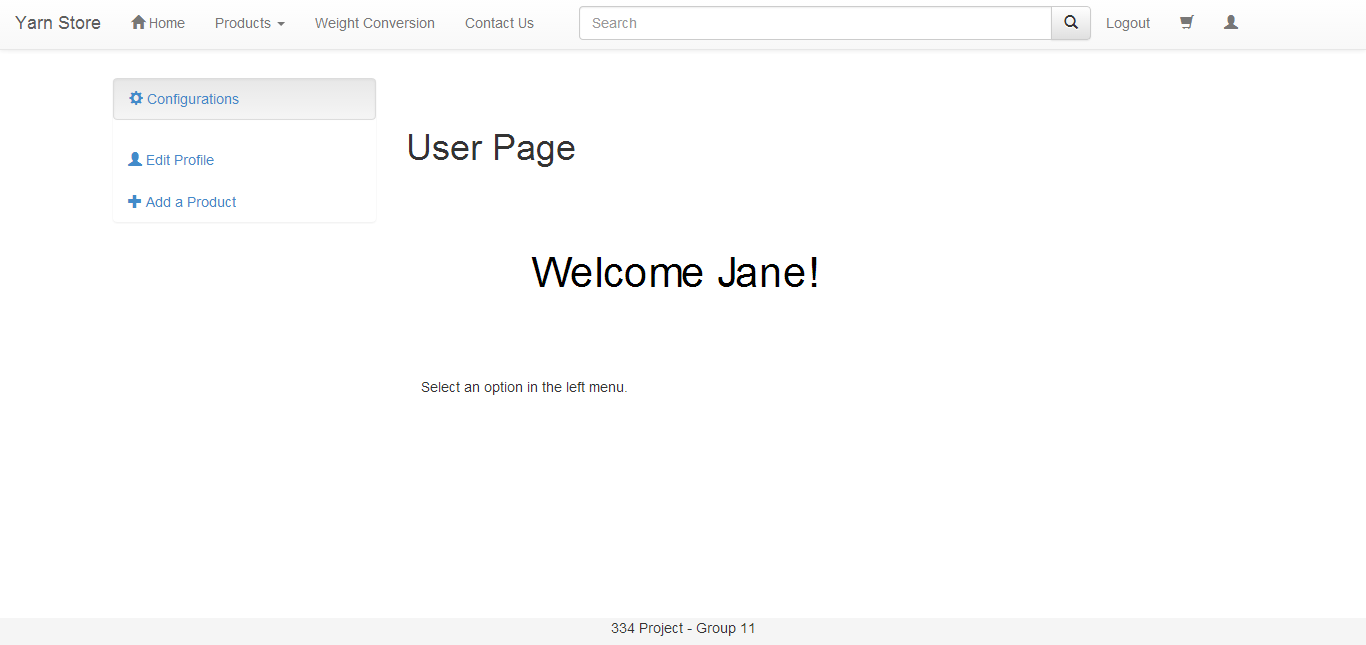 Yarn Store Home Products Weight Conversion Contact Us Search Logout
Configurations
Edit Profile
Add a Product
User Page
Welcome Jane!
Select an option in the left menu.
334 Project - Group 11